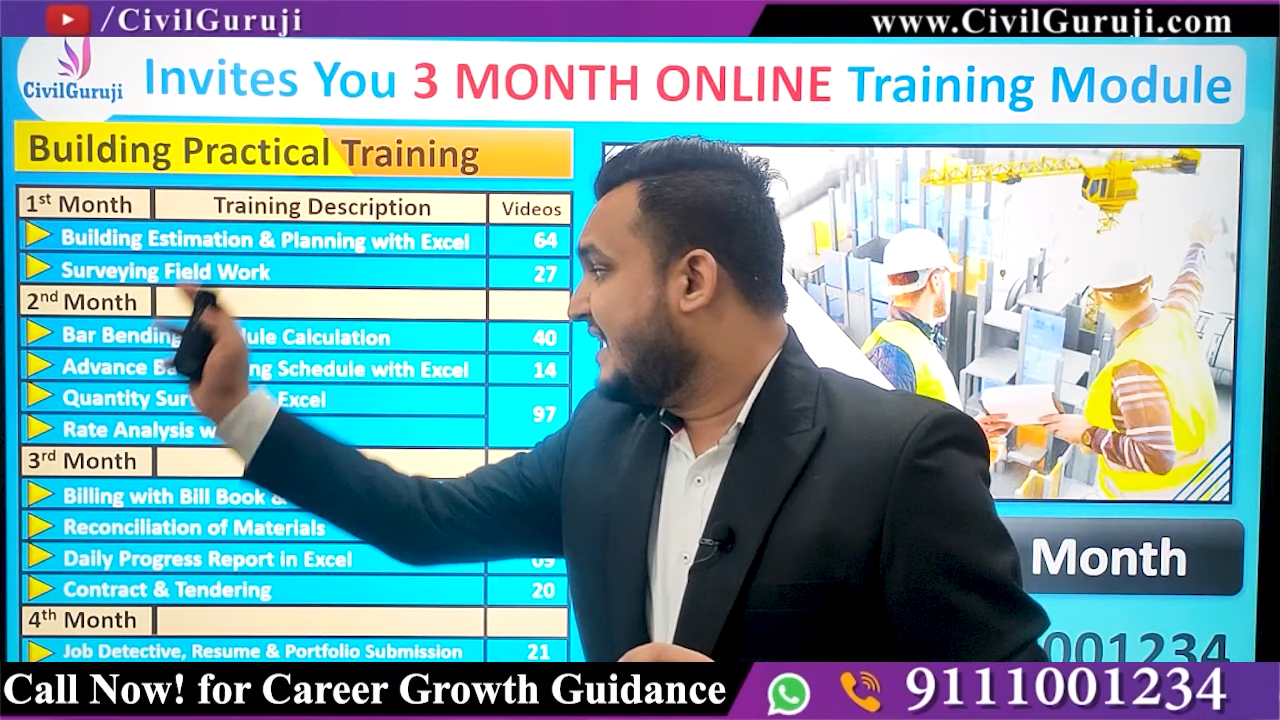 /CivilGuruji
www.CivilGuruji.com
CivilGuruji
Invites You 3 MONTH ONLINE Training Module
Building Practical Training
1st Month Training Description Videos
Building Estimation & Planning with Excel 64
Surveying Field Work 27
2nd Month
Bar Bending Calculation 40
Advance Schedule with Excel 14
Quantity Excel
97
Rate Analysis
3rd Month
Billing with Bill Book
Reconciliation of Materials
Daily Progress Report in Excel
Contract & Tendering 20
4th Month
Job Detective, Resume & Portfolio Submission 21
Month
001234
Call Now! for Career Growth Guidance
9111001234